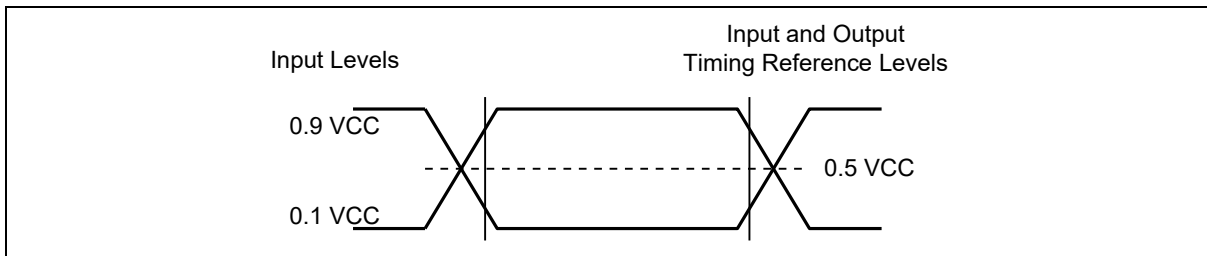 Input Levels
Input and Output
Timing Reference Levels
0.9 VCC
0.5 VCC
0.1 VCC